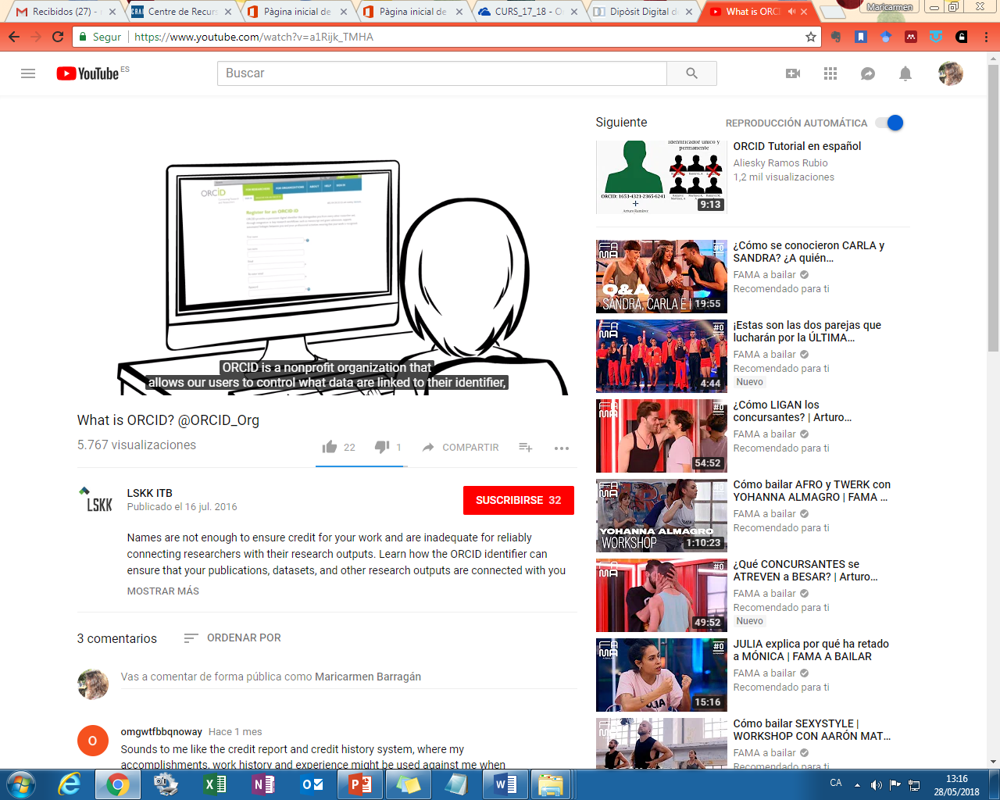 Recibidos (27) -
Centre de Recurs
Pàgina inicial de
Pàgina inicial de
CURS_17_18 - O
Dipòsit Digital d
What is ORC
Maricarmen
Segur
https://www.youtube.com/watch?v=a1Rijk_TMHA
YouTube ES
Buscar
ORCID
Register for an ORCID iD
ORCID is a nonprofit organization that
allows our users to control what data are linked to their identifier,
What is ORCID? @ORCID_Org
5.767 visualizaciones
22
1
COMPARTIR
LSKK
LSKK ITB
Publicado el 16 jul. 2016
SUSCRIBIRSE 32
Names are not enough to ensure credit for your work and are inadequate for reliably
connecting researchers with their research outputs. Learn how the ORCID identifier can
ensure that your publications, datasets, and other research outputs are connected with you
MOSTRAR MÁS
3 comentarios
ORDENAR POR
Vas a comentar de forma pública como Maricarmen Barragán
O
omgwtfbbqnoway Hace 1 mes
Sounds to me like the credit report and credit history system, where my
accomplishments, work history and experience might be used against me when
Siguiente
REPRODUCCIÓN AUTOMÁTICA
Identificador único y
permanente
ORCID: 1653-4321-2365-6241
+
Arturo Ramírez
9:13
ORCID Tutorial en español
Aliesky Ramos Rubio
1,2 mil visualizaciones
FAMA
#0
Q&A
SANDRA, CARLA E I
19:55
¿Cómo se conocieron CARLA y
SANDRA? ¿A quién...
FAMA a bailar
Recomendado para ti
FAMA
#0
4:44
¡Estas son las dos parejas que
lucharán por la ÚLTIMA...
FAMA a bailar
Recomendado para ti
Nuevo
FAMA
#0
54:52
¿Cómo LIGAN los
concursantes? | Arturo...
FAMA a bailar
Recomendado para ti
FAMA
#0
YOHANNA ALMAGRO
WORKSHOP
1:10:23
Cómo bailar AFRO y TWERK con
YOHANNA ALMAGRO | FAMA ...
FAMA a bailar
Recomendado para ti
FAMA
#0
49:52
¿Qué CONCURSANTES se
ATREVEN a BESAR? | Arturo...
FAMA a bailar
Recomendado para ti
Nuevo
FAMA
#0
15:16
JULIA explica por qué ha retado
a MÓNICA | FAMA A BAILAR
FAMA a bailar
Recomendado para ti
FAMA
#0
Cómo bailar SEXYSTYLE |
WORKSHOP CON AARÓN MAT...
FAMA a bailar
Recomendado para ti
CA
13:16
28/05/2018